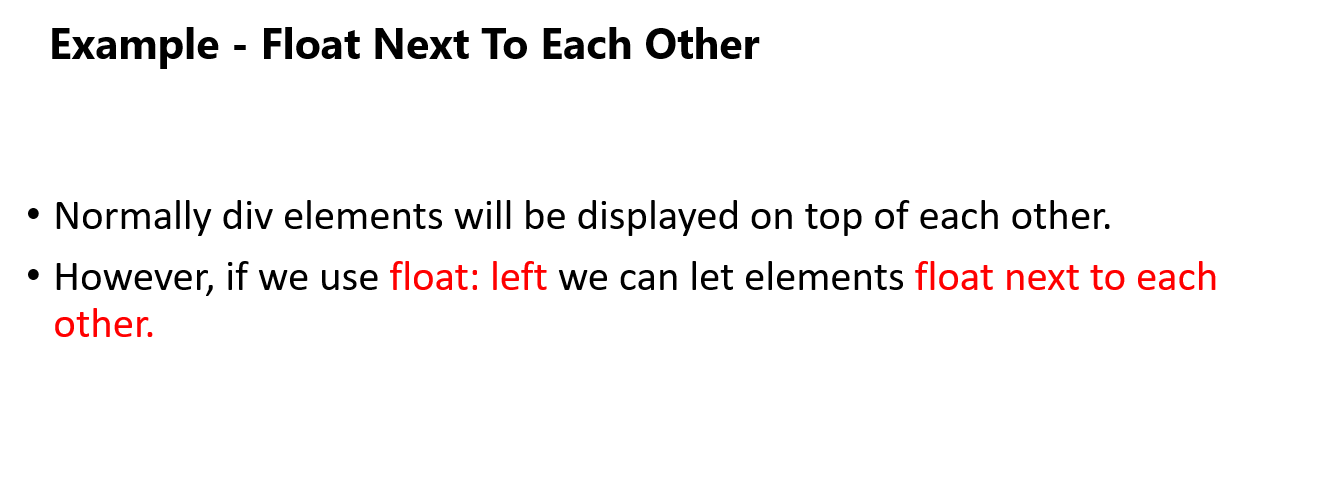 Example - Float Next To Each Other
• Normally div elements will be displayed on top of each other.
• However, if we use float: left we can let elements float next to each
other.